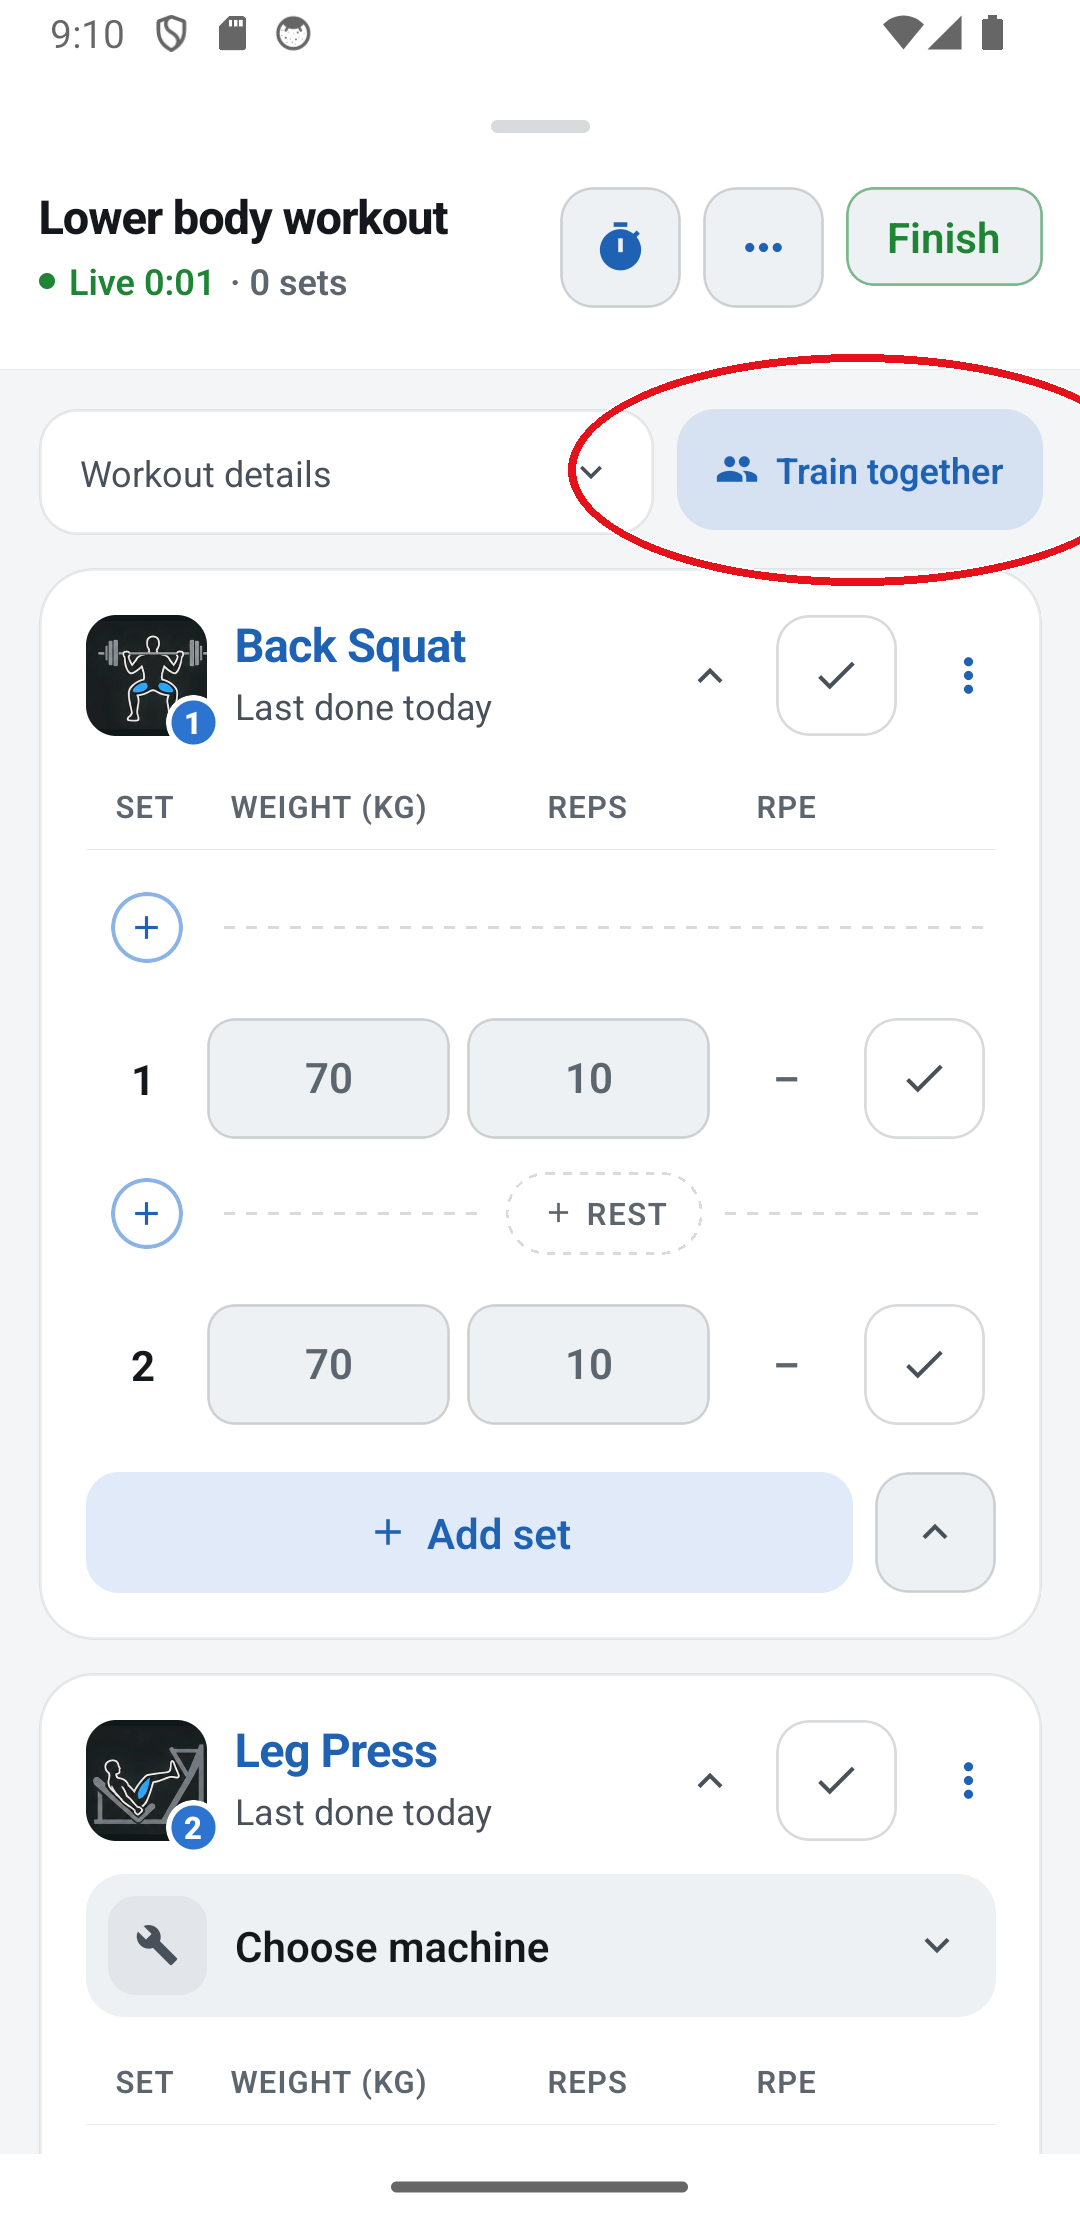 9:10
Lower body workout
Live 0:01 · 0 sets
Finish
Workout details
Train together
Back Squat
Last done today
1
SET WEIGHT (KG) REPS RPE
+
1 70 10 –
+ + REST
2 70 10 –
+ Add set
Leg Press
Last done today
2
Choose machine
SET WEIGHT (KG) REPS RPE